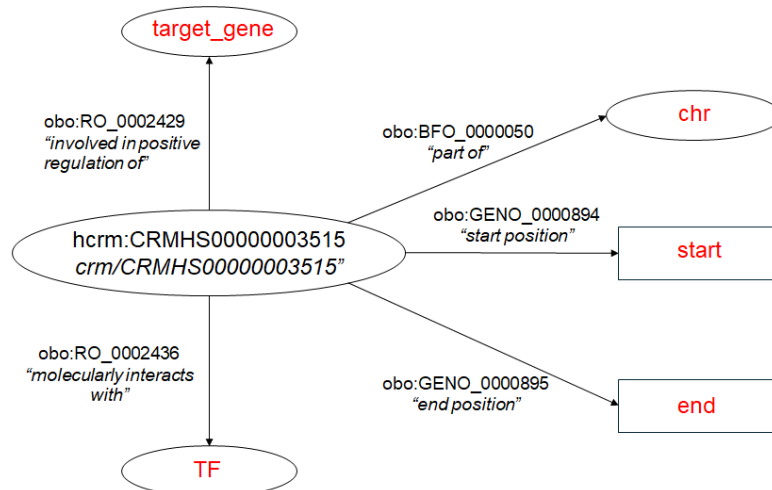 target_gene
obo:RO_0002429
“involved in positive
regulation of”
obo:BFO_0000050
“part of”
chr
hcrm:CRMHS00000003515
crm/CRMHS00000003515”
obo:GENO_0000894
“start position”
start
obo:RO_0002436
“molecularly interacts
with”
obo:GENO_0000895
“end position”
end
TF